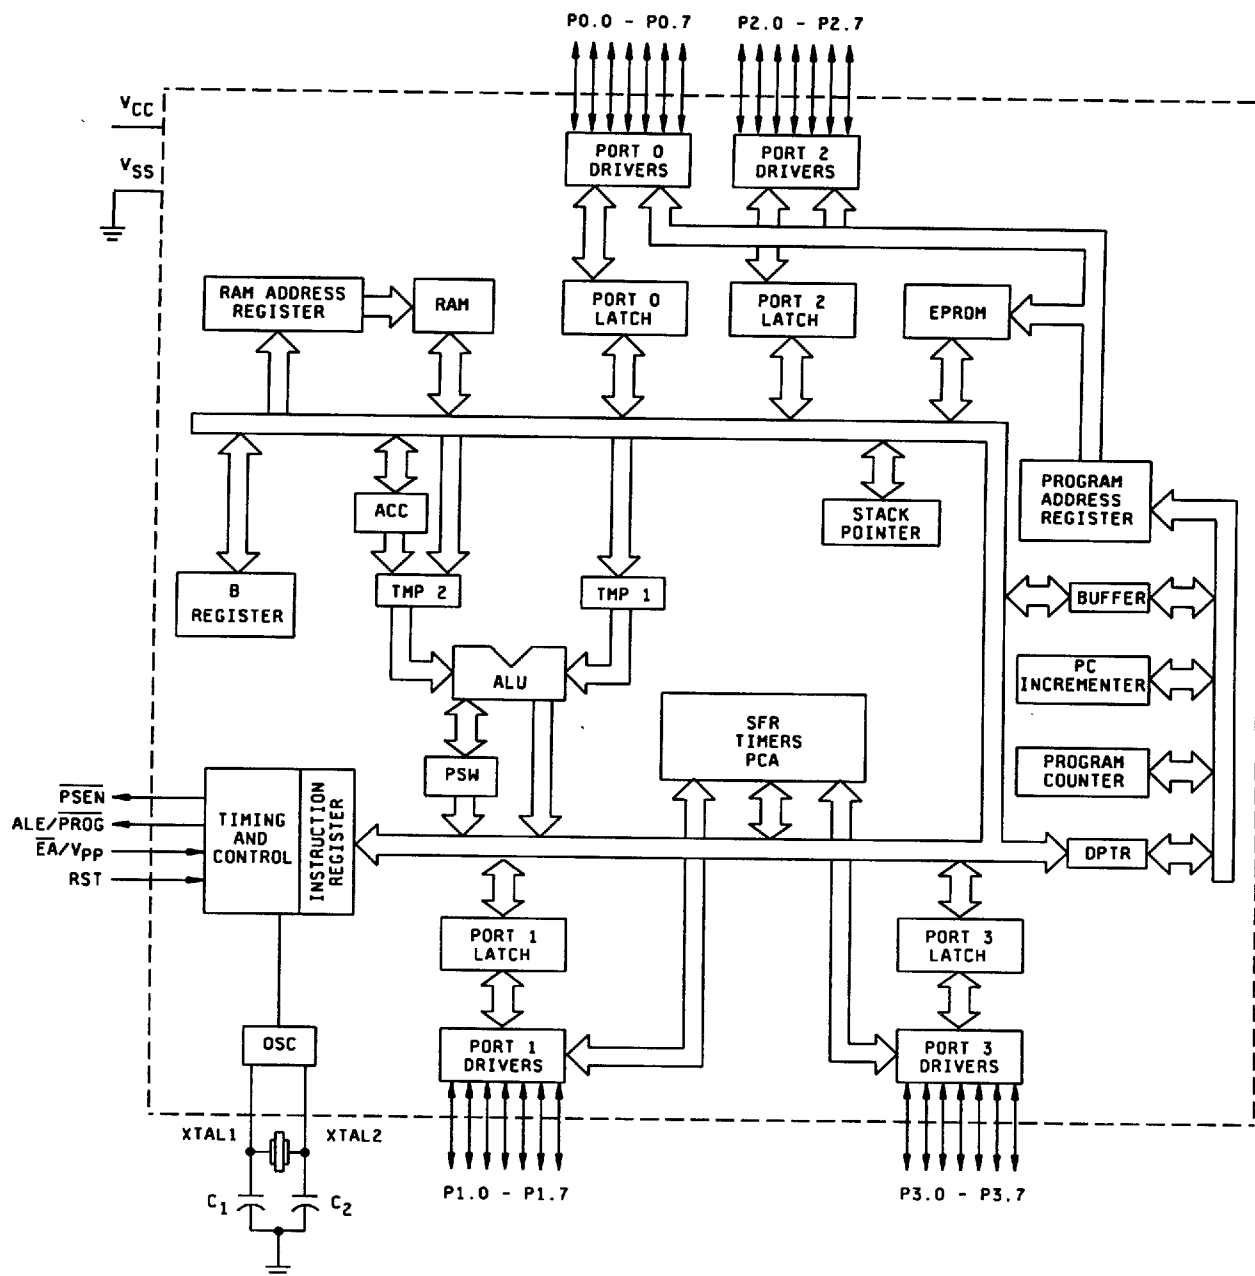 P0.0 - P0.7
P2.0 - P2.7
VCC
VSS
PORT 0
DRIVERS
PORT 2
DRIVERS
RAM ADDRESS
REGISTER
RAM
PORT 0
LATCH
PORT 2
LATCH
EPROM
PROGRAM
ADDRESS
REGISTER
ACC
STACK
POINTER
B
REGISTER
TMP 2
TMP 1
BUFFER
ALU
PC
INCREMENTER
SFR
TIMERS
PCA
PSW
PROGRAM
COUNTER
PSEN
ALE/PROG
EA/VPP
RST
TIMING
AND
CONTROL
INSTRUCTION
REGISTER
DPTR
PORT 1
LATCH
PORT 3
LATCH
OSC
PORT 1
DRIVERS
PORT 3
DRIVERS
XTAL1
XTAL2
C1
C2
P1.0 - P1.7
P3.0 - P3.7